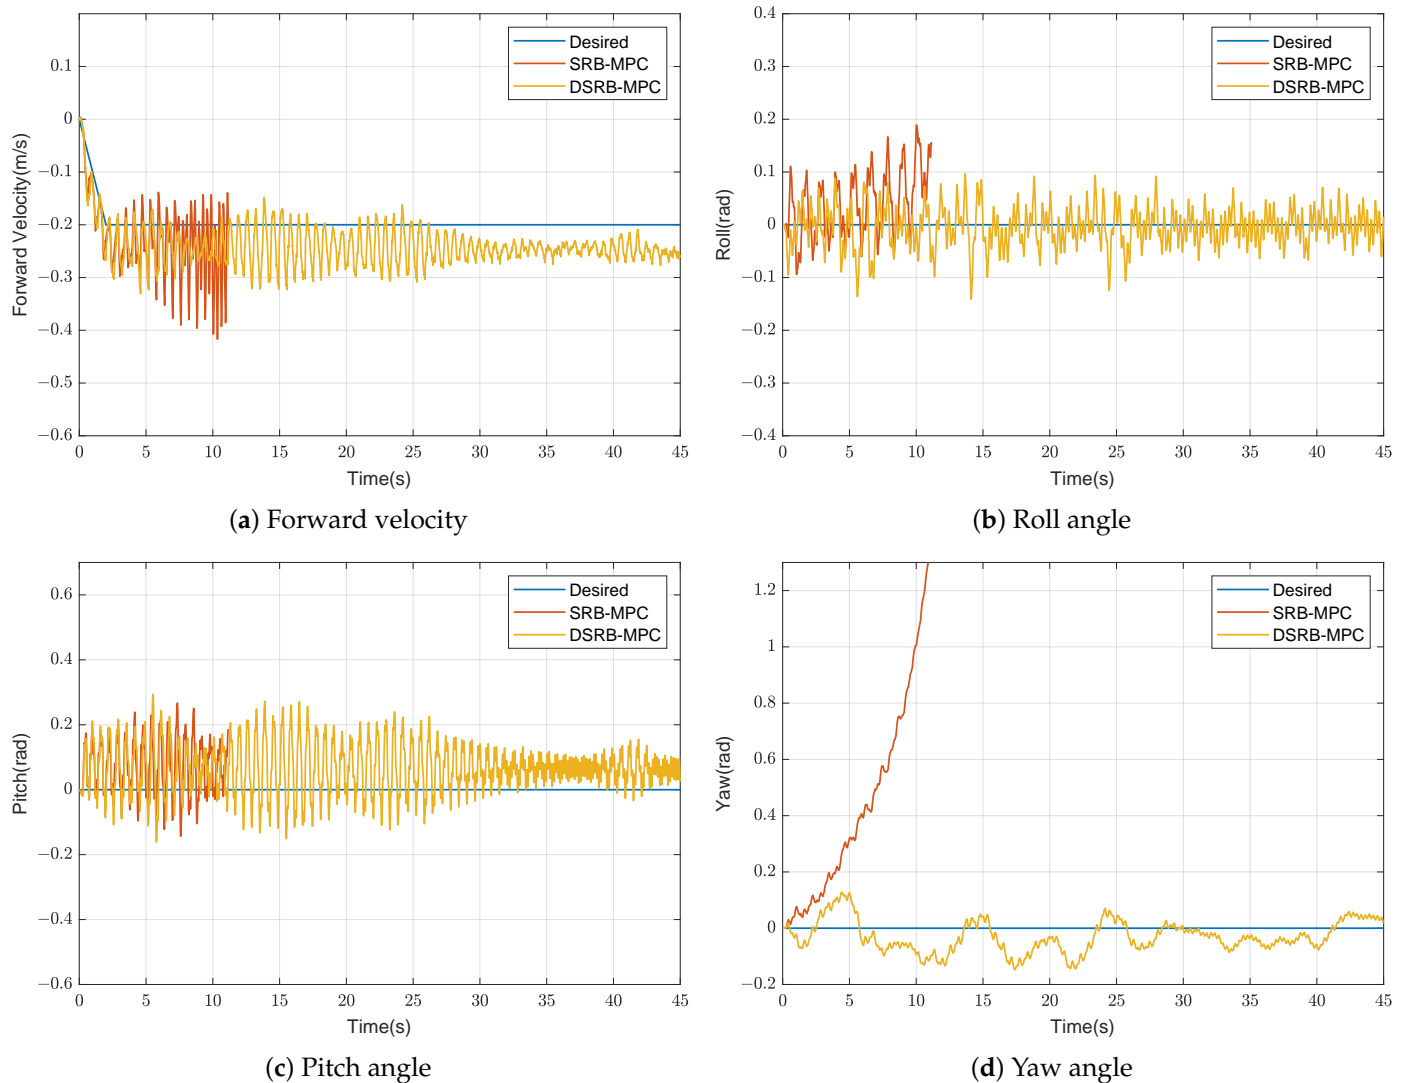 Desired
SRB-MPC
DSRB-MPC
0.1
0
−0.1
−0.2
−0.3
−0.4
−0.5
−0.6
Forward Velocity(m/s)
0 5 10 15 20 25 30 35 40 45
Time(s)
(a) Forward velocity
Desired
SRB-MPC
DSRB-MPC
0.4
0.3
0.2
0.1
0
−0.1
−0.2
−0.3
−0.4
Roll(rad)
0 5 10 15 20 25 30 35 40 45
Time(s)
(b) Roll angle
Desired
SRB-MPC
DSRB-MPC
0.6
0.4
0.2
0
−0.2
−0.4
−0.6
Pitch(rad)
0 5 10 15 20 25 30 35 40 45
Time(s)
(c) Pitch angle
Desired
SRB-MPC
DSRB-MPC
1.2
1
0.8
0.6
0.4
0.2
0
−0.2
Yaw(rad)
0 5 10 15 20 25 30 35 40 45
Time(s)
(d) Yaw angle